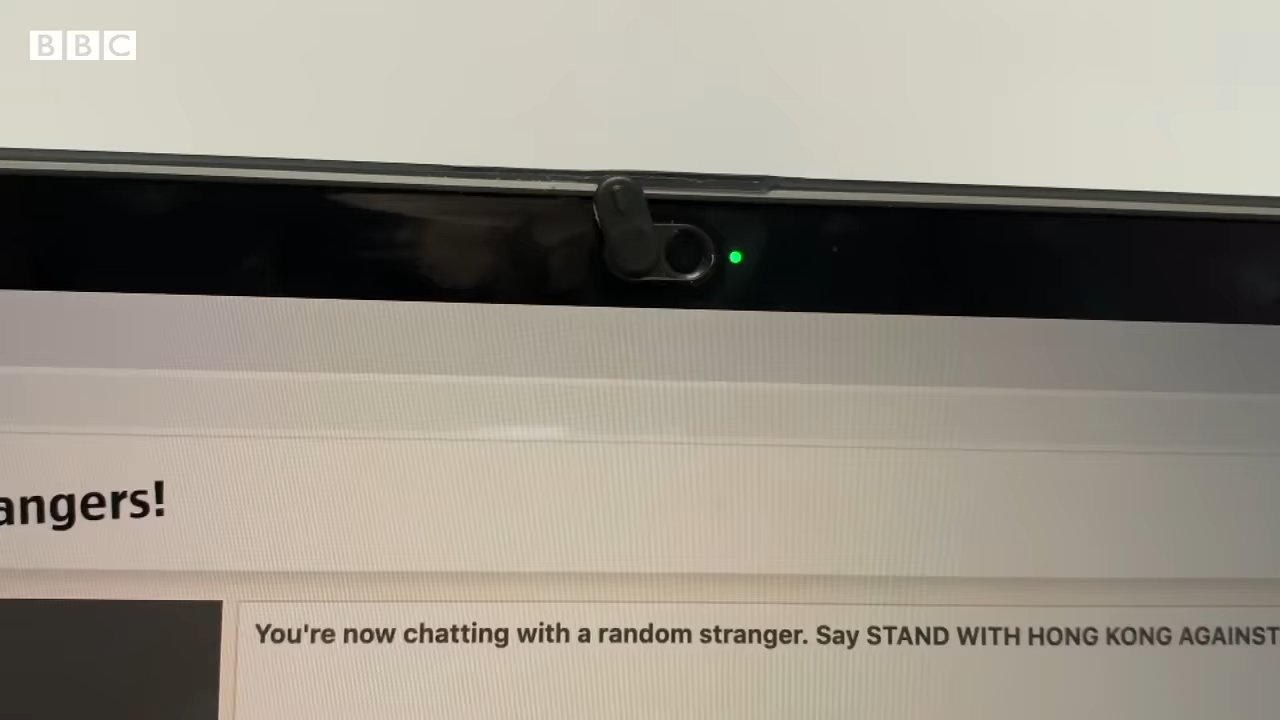 BBC
angers!
You're now chatting with a random stranger. Say STAND WITH HONG KONG AGAINST